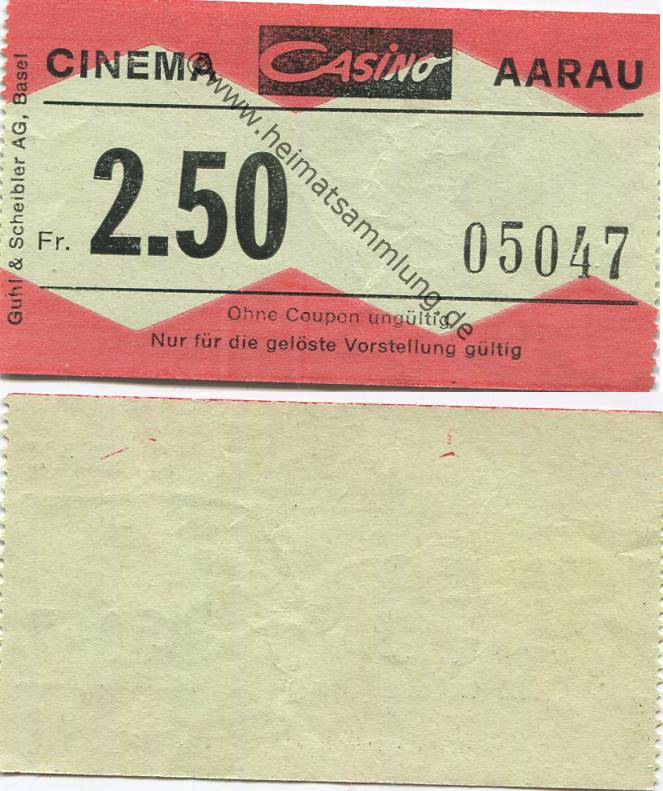 CINEMA CASINO AARAU
Guhl & Scheibler AG, Basel
Fr. 2.50
05047
Ohne Coupon ungültig
Nur für die gelöste Vorstellung gültig
© www.heimatsammlung.de